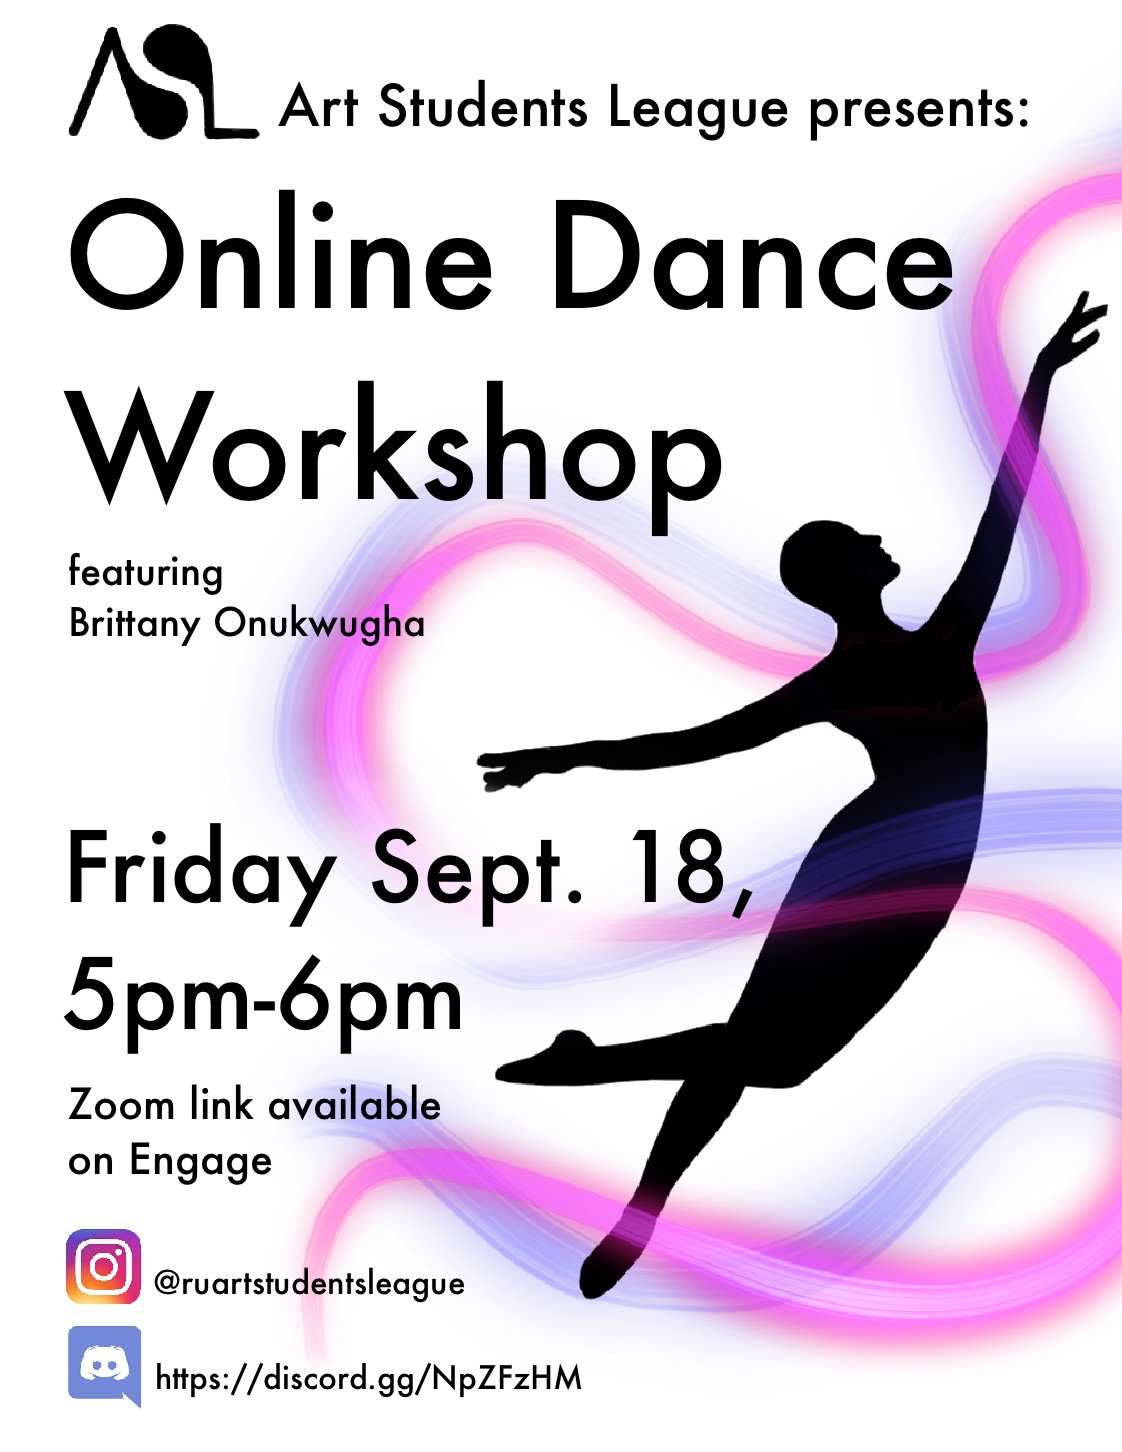 ASL Art Students League presents:
Online Dance
Workshop
featuring
Brittany Onukwugha
Friday Sept. 18,
5pm-6pm
Zoom link available
on Engage
@ruartstudentsleague
https://discord.gg/NpZFzHM